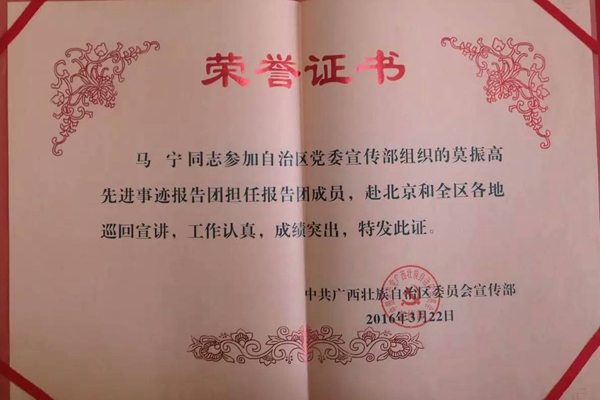 荣誉证书
马 宁同志参加自治区党委宣传部组织的莫振高
先进事迹报告团担任报告团成员，赴北京和全区各地
巡回宣讲，工作认真，成绩突出，特发此证。
中共广西壮族自治区委员会宣传部
2016年3月22日